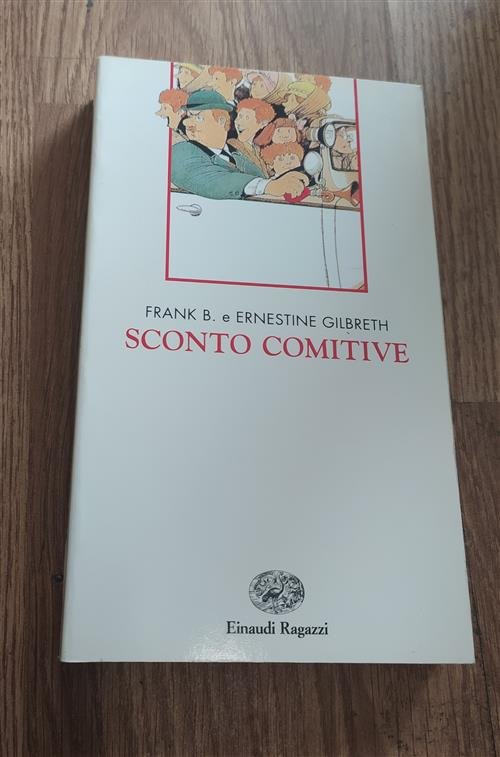 FRANK B. e ERNESTINE GILBRETH
SCONTO COMITIVE
Einaudi Ragazzi